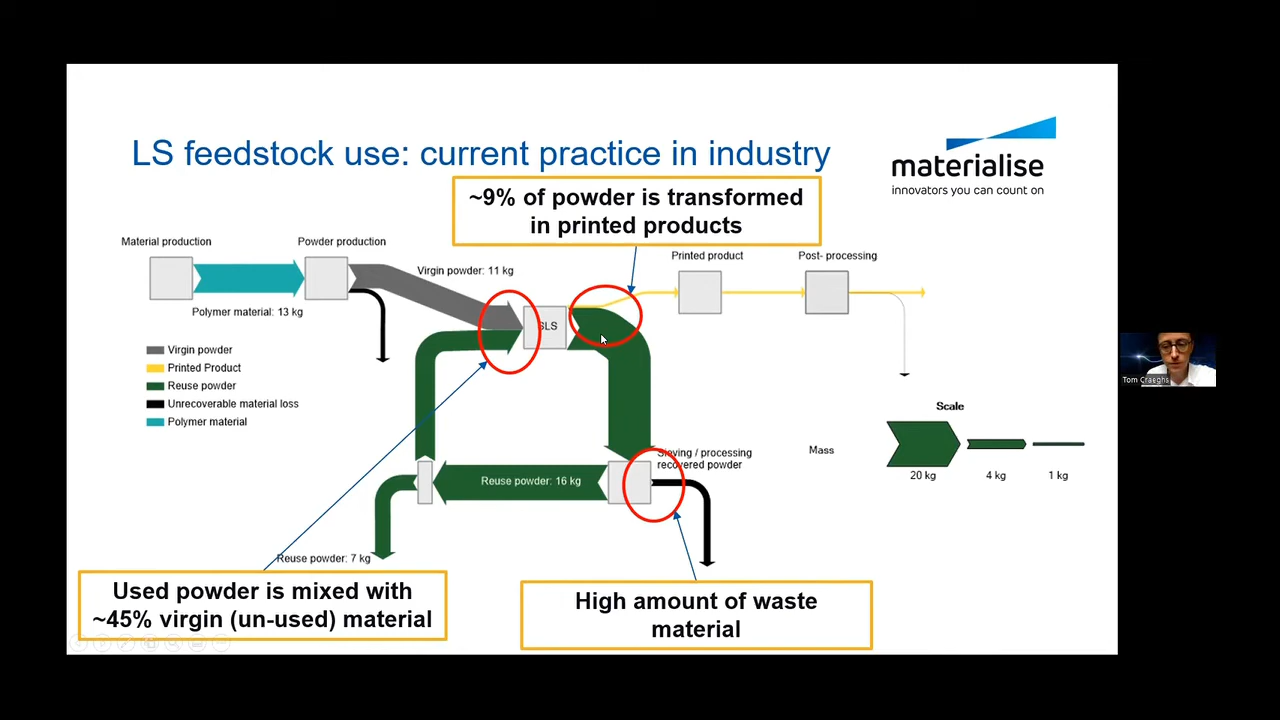 LS feedstock use: current practice in industry
materialise
innovators you can count on
~9% of powder is transformed
in printed products
Material production
Powder production
Virgin powder: 11 kg
Printed product
Post- processing
Polymer material: 13 kg
SLS
Virgin powder
Printed Product
Reuse powder
Unrecoverable material loss
Polymer material
Tom Craeghs
Scale
Mass
20 kg
4 kg
1 kg
Sieving / processing
recovered powder
Reuse powder: 16 kg
Reuse powder: 7 kg
Used powder is mixed with
~45% virgin (un-used) material
High amount of waste
material